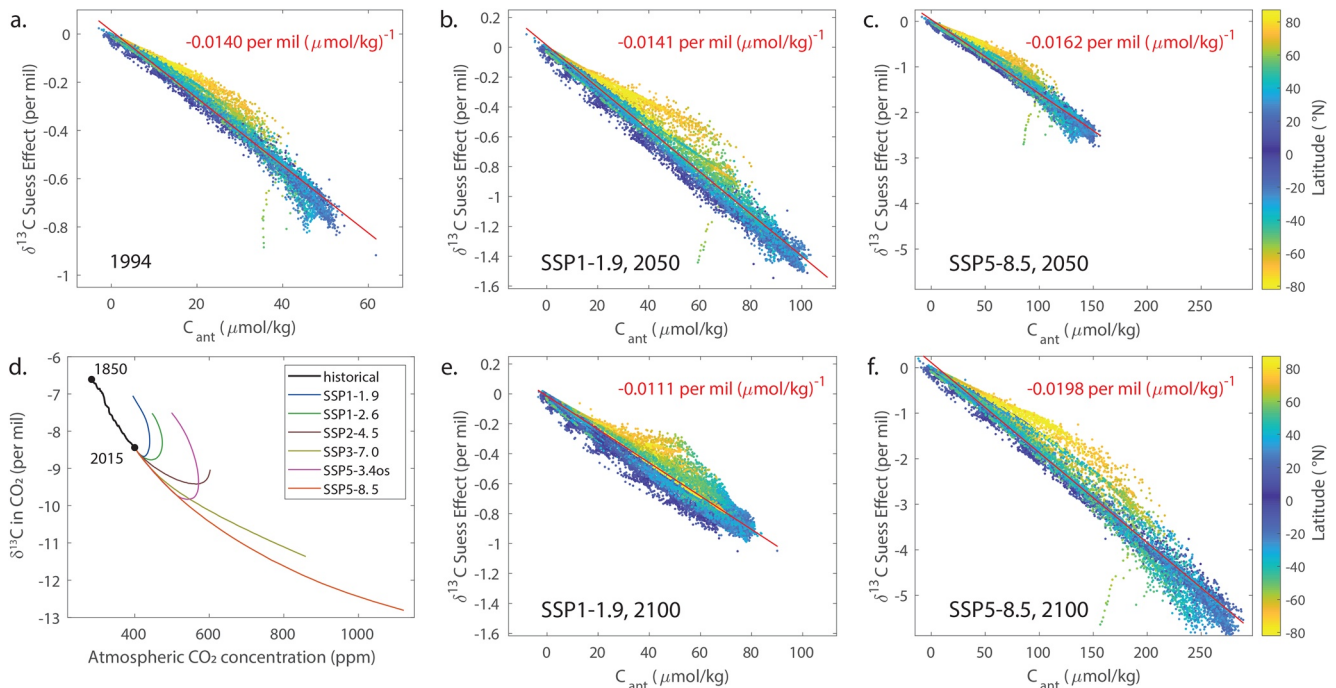 a.
-0.0140 per mil (μmol/kg)-1
0
-0.2
-0.4
-0.6
-0.8
-1
δ13C Suess Effect (per mil)
1994
0 20 40 60
Cant (μmol/kg)
b.
-0.0141 per mil (μmol/kg)-1
0.2
0
-0.2
-0.4
-0.6
-0.8
-1
-1.2
-1.4
-1.6
δ13C Suess Effect (per mil)
SSP1-1.9, 2050
0 20 40 60 80 100
Cant (μmol/kg)
c.
-0.0162 per mil (μmol/kg)-1
0
-1
-2
-3
-4
-5
δ13C Suess Effect (per mil)
SSP5-8.5, 2050
0 50 100 150 200 250
Cant (μmol/kg)
80
60
40
20
0
-20
-40
-60
-80
Latitude (°N)
d.
-6
-7
-8
-9
-10
-11
-12
-13
δ13C in CO₂ (per mil)
1850
2015
historical
SSP1-1.9
SSP1-2.6
SSP2-4.5
SSP3-7.0
SSP5-3.4os
SSP5-8.5
400 600 800 1000
Atmospheric CO₂ concentration (ppm)
e.
-0.0111 per mil (μmol/kg)-1
0.2
0
-0.2
-0.4
-0.6
-0.8
-1
-1.2
-1.4
-1.6
δ13C Suess Effect (per mil)
SSP1-1.9, 2100
0 20 40 60 80 100
Cant (μmol/kg)
f.
-0.0198 per mil (μmol/kg)-1
0
-1
-2
-3
-4
-5
δ13C Suess Effect (per mil)
SSP5-8.5, 2100
0 50 100 150 200 250
Cant (μmol/kg)
80
60
40
20
0
-20
-40
-60
-80
Latitude (°N)